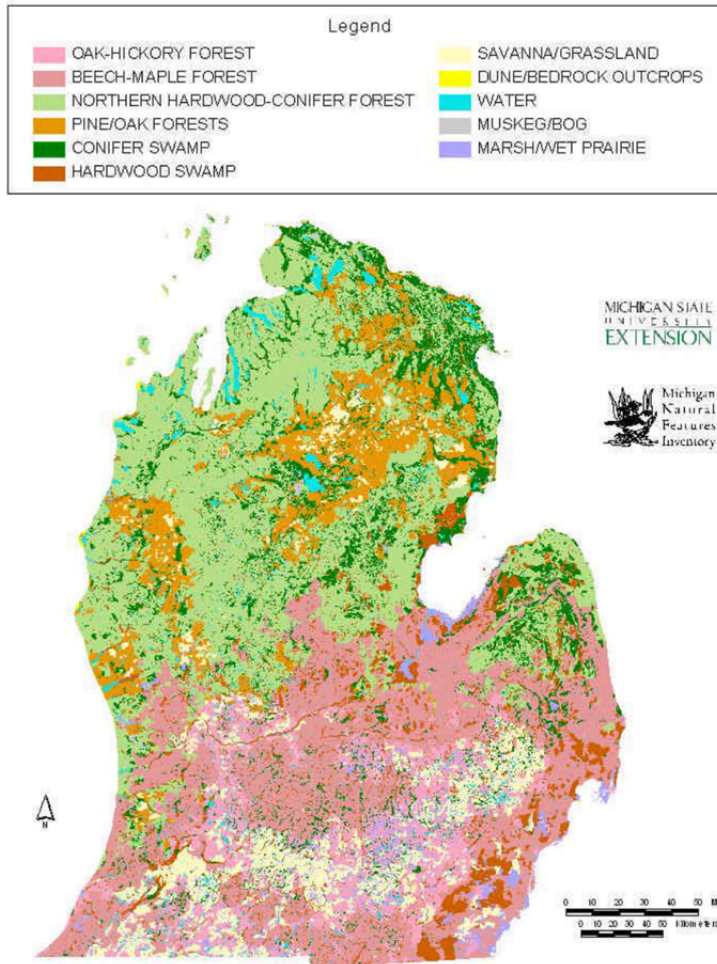 Legend
OAK-HICKORY FOREST
BEECH-MAPLE FOREST
NORTHERN HARDWOOD-CONIFER FOREST
PINE/OAK FORESTS
CONIFER SWAMP
HARDWOOD SWAMP
SAVANNA/GRASSLAND
DUNE/BEDROCK OUTCROPS
WATER
MUSKEG/BOG
MARSH/WET PRAIRIE
MICHIGAN STATE
UNIVERSITY
EXTENSION
Michigan
Natural
Features
Inventory
N
0 10 20 30 40 50 M
0 10 20 30 40 50